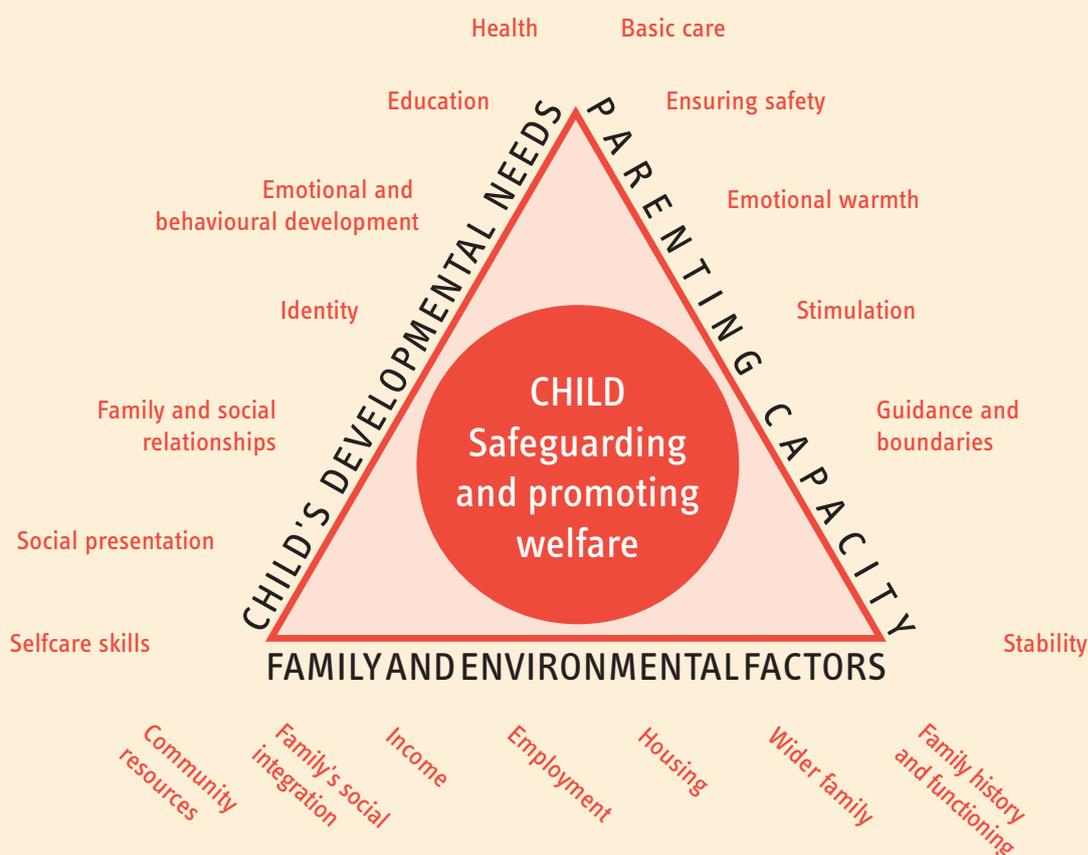 Health
Basic care
Education
Ensuring safety
Emotional and
behavioural development
Emotional warmth
Identity
Stimulation
Family and social
relationships
Guidance and
boundaries
Social presentation
Selfcare skills
Stability
CHILD'S DEVELOPMENTAL NEEDS
PARENTING CAPACITY
CHILD
Safeguarding
and promoting
welfare
FAMILY AND ENVIRONMENTAL FACTORS
Community
resources
Family's social
integration
Income
Employment
Housing
Wider family
Family history
and functioning